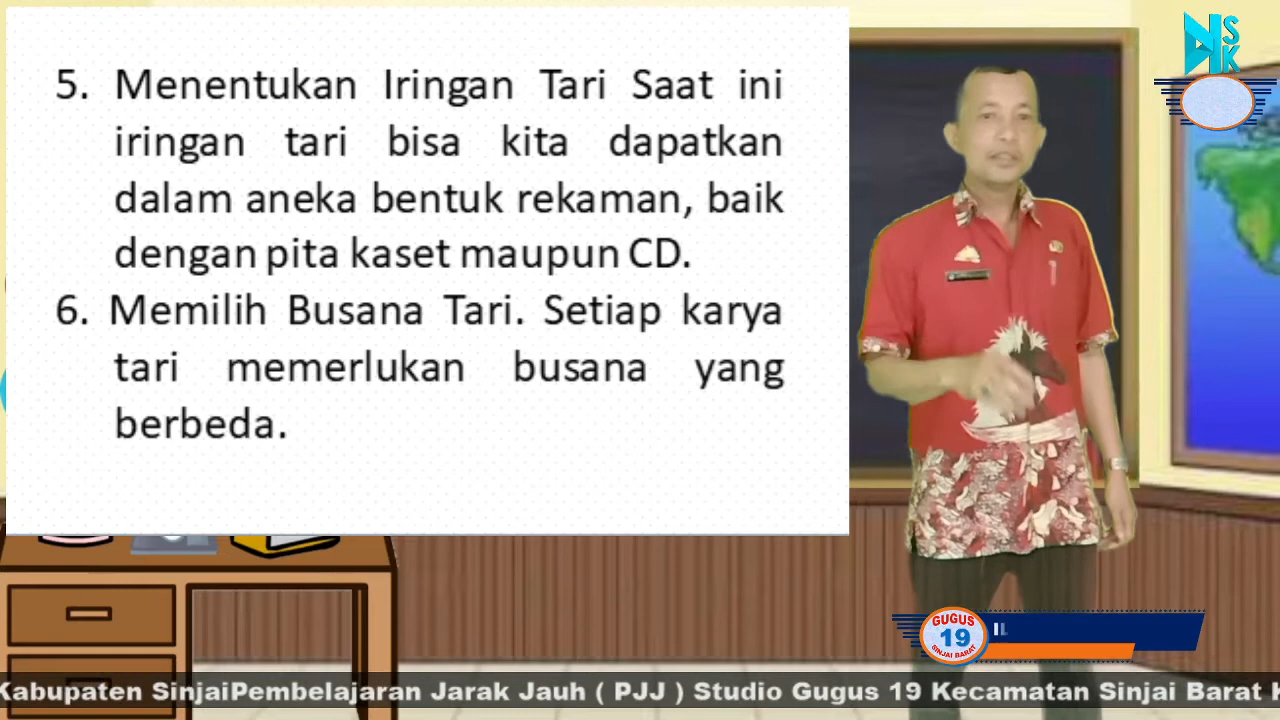 5. Menentukan Iringan Tari Saat ini
iringan tari bisa kita dapatkan
dalam aneka bentuk rekaman, baik
dengan pita kaset maupun CD.
6. Memilih Busana Tari. Setiap karya
tari memerlukan busana yang
berbeda.
SK
GUGUS
19
SINJAI BARAT
IL
Kabupaten SinjaiPembelajaran Jarak Jauh ( PJJ ) Studio Gugus 19 Kecamatan Sinjai Barat K